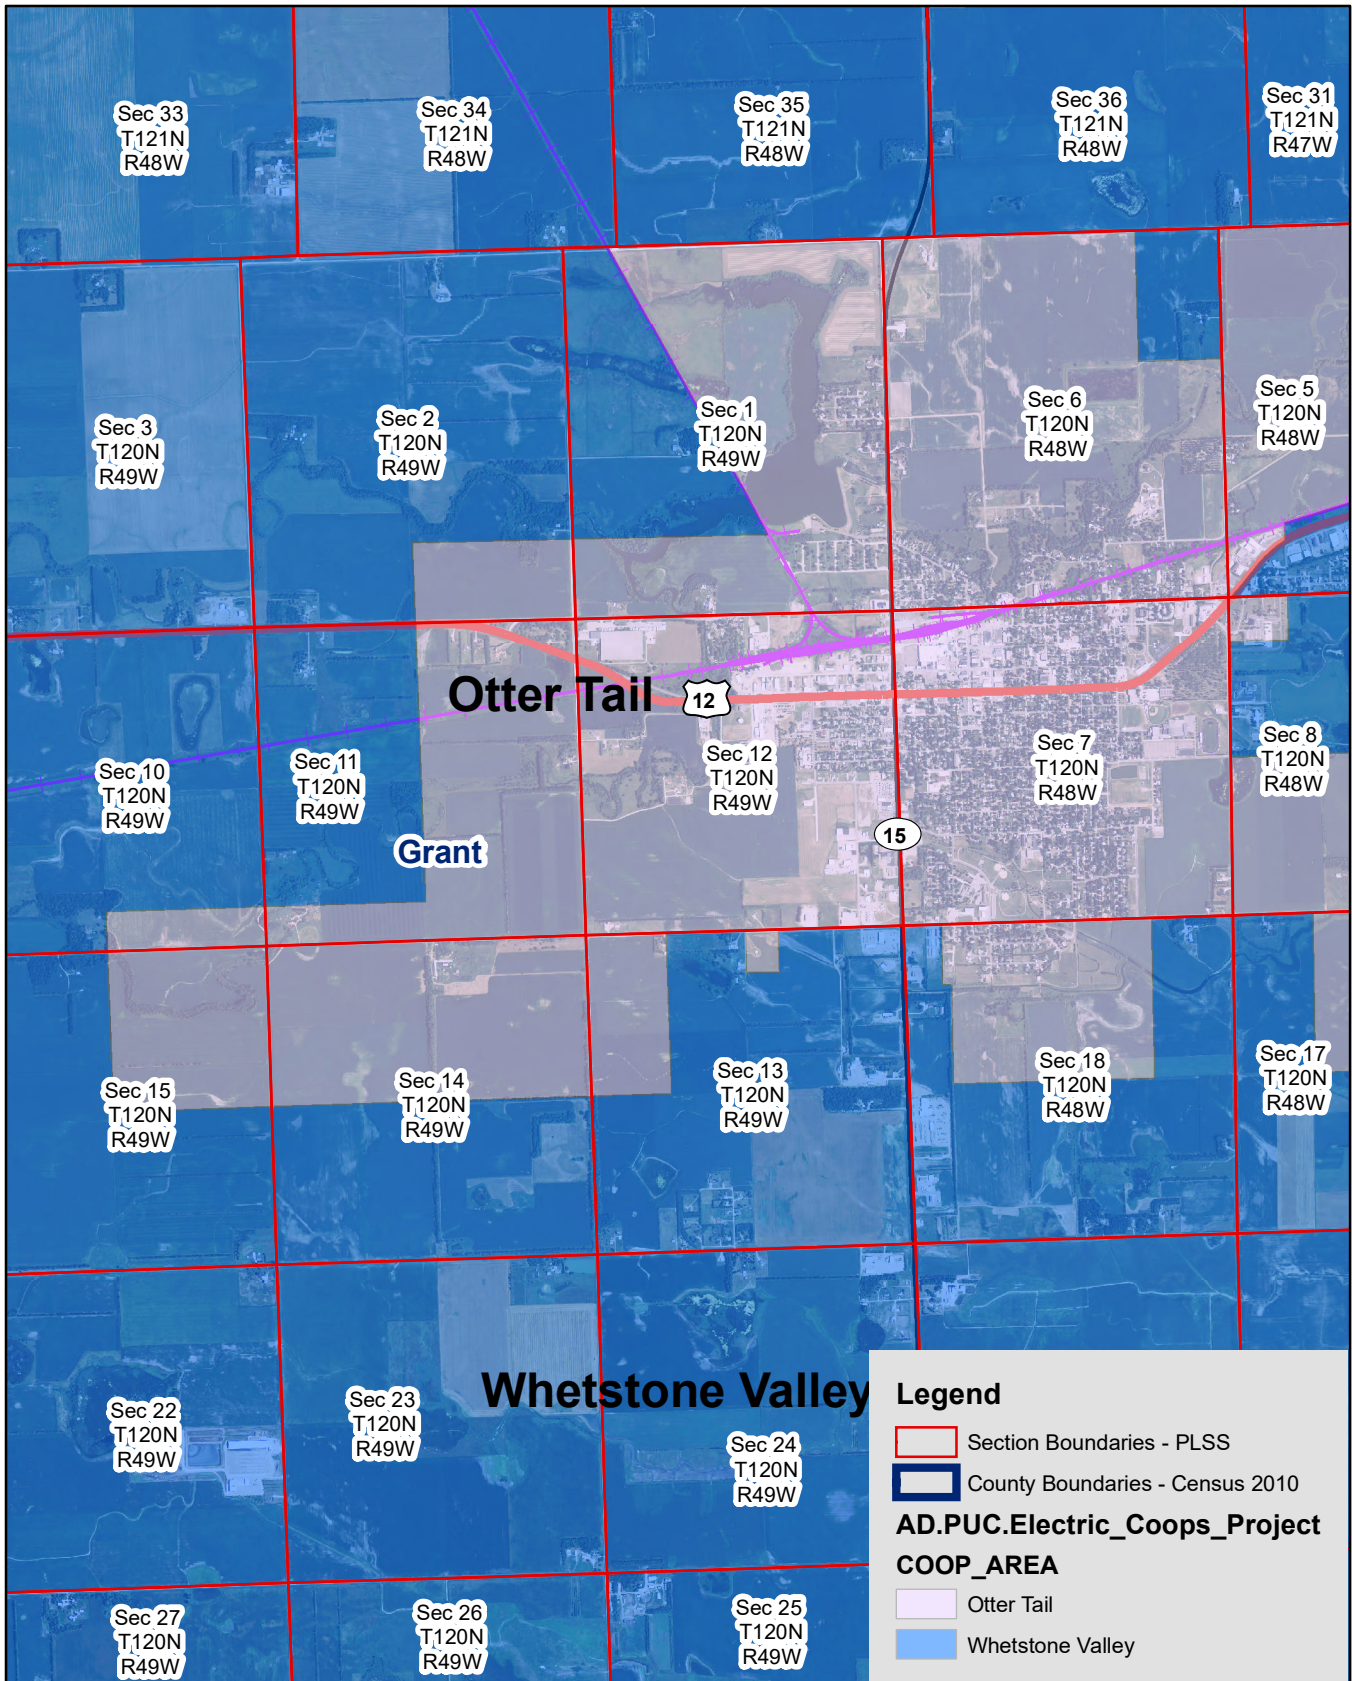 Sec 33
T121N
R48W
Sec 34
T121N
R48W
Sec 35
T121N
R48W
Sec 36
T121N
R48W
Sec 31
T121N
R47W
Sec 3
T120N
R49W
Sec 2
T120N
R49W
Sec 1
T120N
R49W
Sec 6
T120N
R48W
Sec 5
T120N
R48W
Otter Tail
12
Sec 10
T120N
R49W
Sec 11
T120N
R49W
Sec 12
T120N
R49W
Sec 7
T120N
R48W
Sec 8
T120N
R48W
15
Grant
Sec 15
T120N
R49W
Sec 14
T120N
R49W
Sec 13
T120N
R49W
Sec 18
T120N
R48W
Sec 17
T120N
R48W
Whetstone Valley
Sec 22
T120N
R49W
Sec 23
T120N
R49W
Sec 24
T120N
R49W
Sec 27
T120N
R49W
Sec 26
T120N
R49W
Sec 25
T120N
R49W
Legend
Section Boundaries - PLSS
County Boundaries - Census 2010
AD.PUC.Electric_Coops_Project
COOP_AREA
Otter Tail
Whetstone Valley